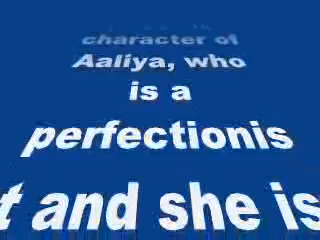 character of
Aaliya, who
is a
perfectionis
t and she is